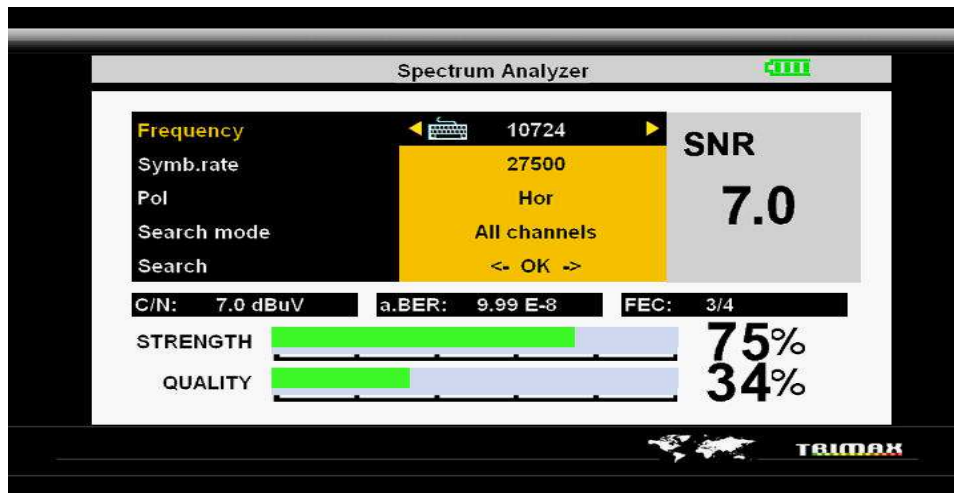 Spectrum Analyzer
Frequency 10724
Symb.rate 27500
Pol Hor
Search mode All channels
Search <- OK ->
SNR
7.0
C/N: 7.0 dBuV a.BER: 9.99 E-8 FEC: 3/4
STRENGTH 75%
QUALITY 34%
TRIMAX